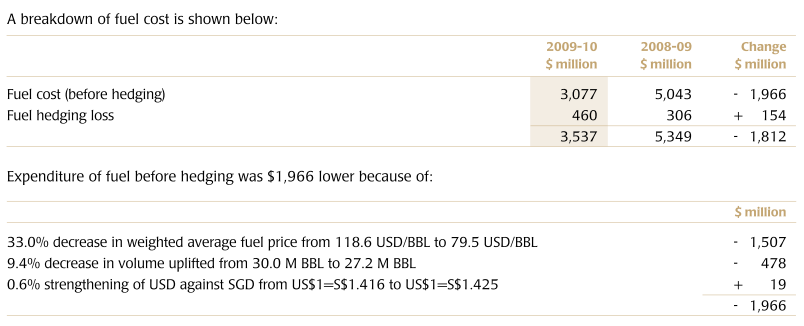 A breakdown of fuel cost is shown below:
2009-10 2008-09 Change
$ million $ million $ million
Fuel cost (before hedging) 3,077 5,043 - 1,966
Fuel hedging loss 460 306 + 154
3,537 5,349 - 1,812
Expenditure of fuel before hedging was $1,966 lower because of:
$ million
33.0% decrease in weighted average fuel price from 118.6 USD/BBL to 79.5 USD/BBL - 1,507
9.4% decrease in volume uplifted from 30.0 M BBL to 27.2 M BBL - 478
0.6% strengthening of USD against SGD from US$1=S$1.416 to US$1=S$1.425 + 19
- 1,966